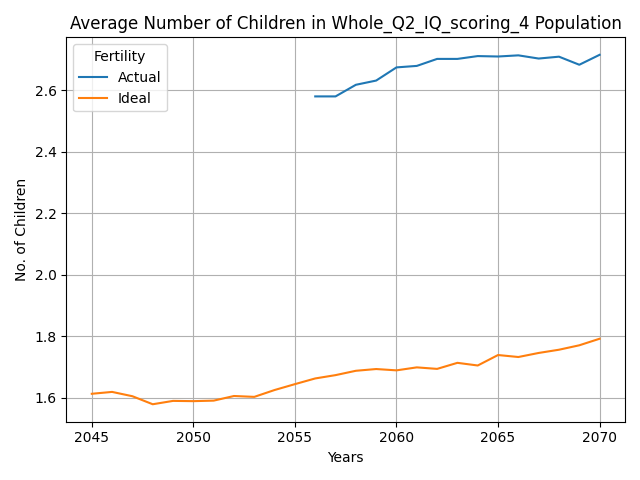 Average Number of Children in Whole_Q2_IQ_scoring_4 Population
Fertility
Actual
Ideal
No. of Children
2.6
2.4
2.2
2.0
1.8
1.6
2045
2050
2055
2060
2065
2070
Years